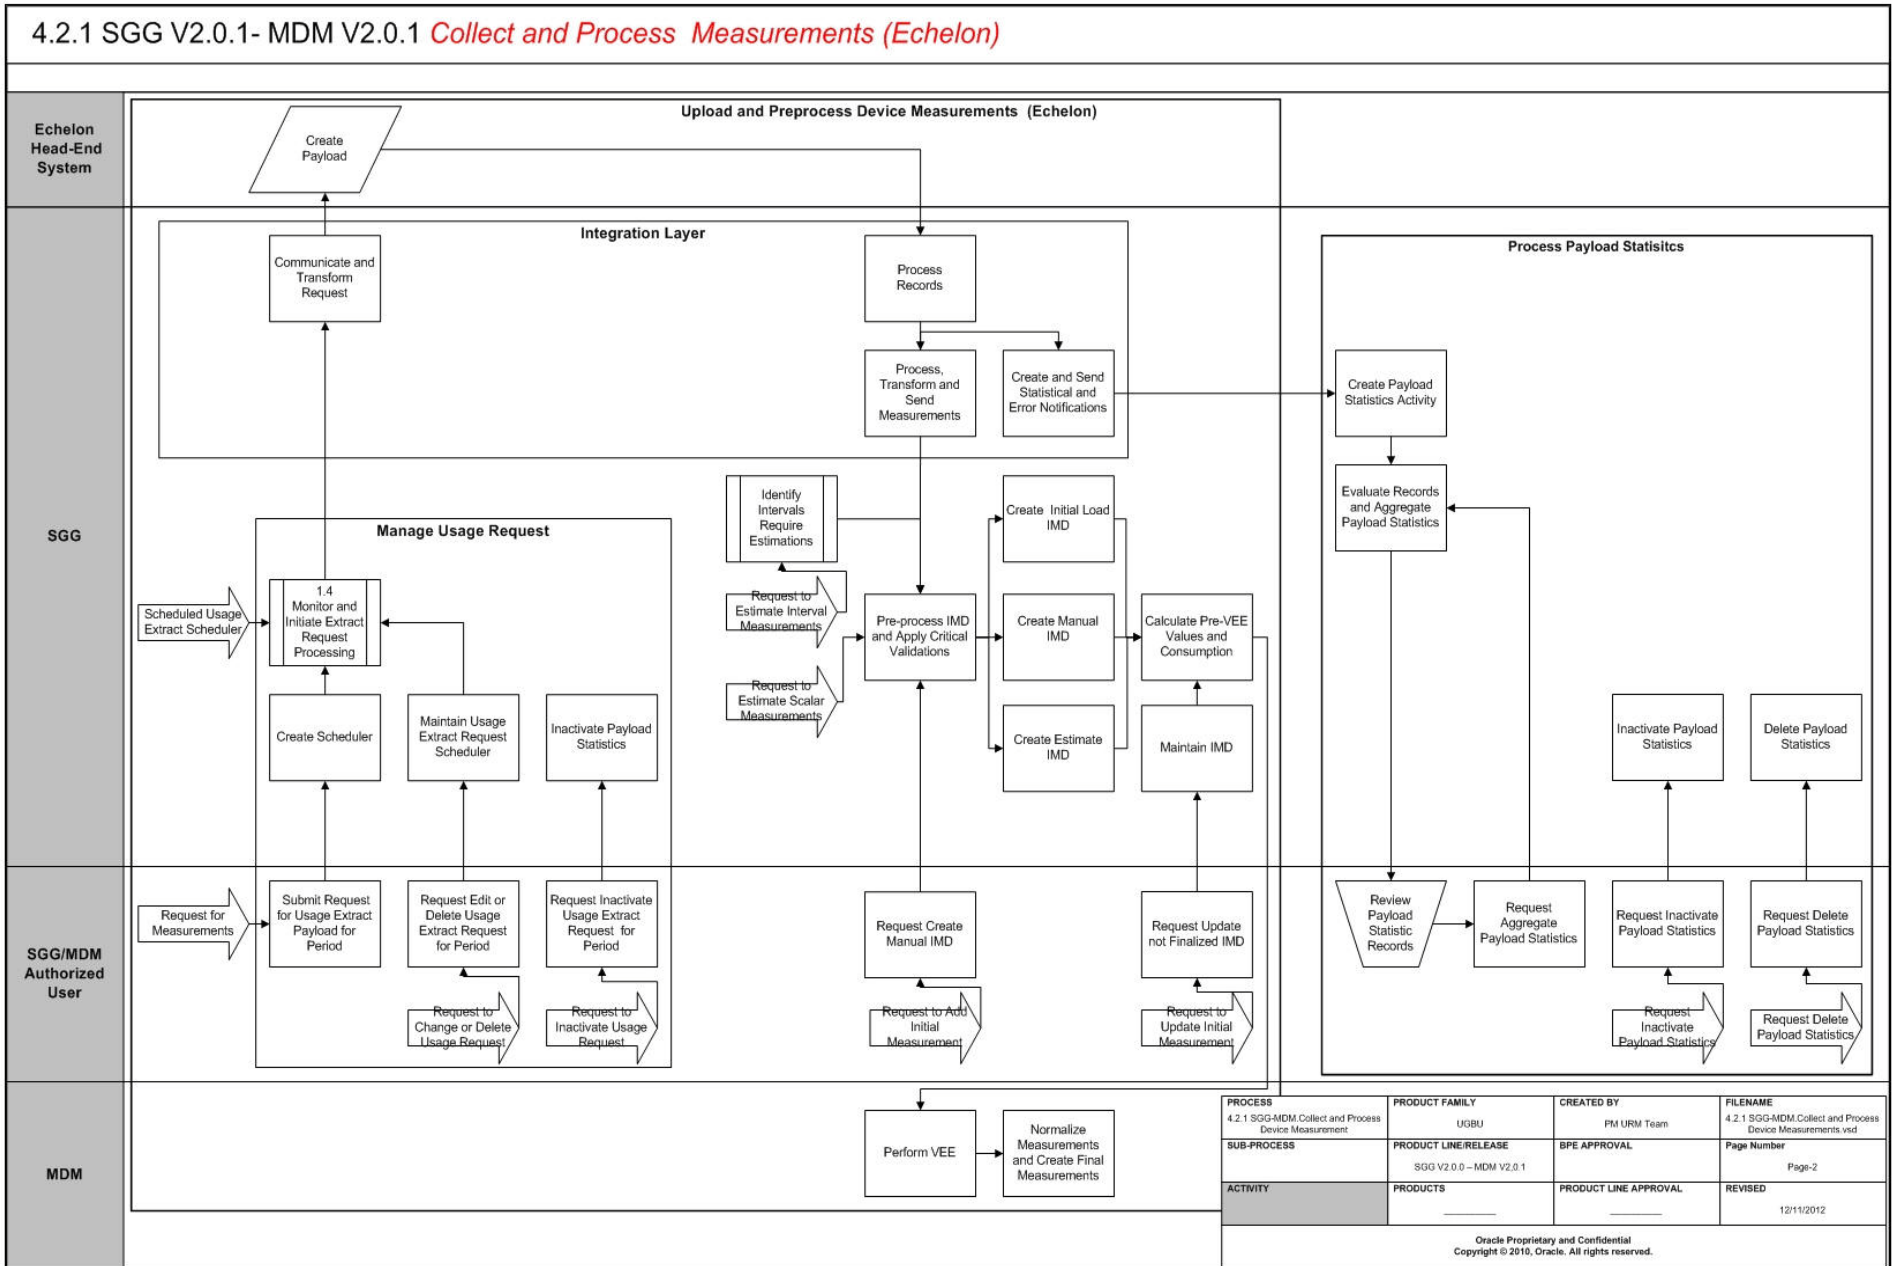 4.2.1 SGG V2.0.1- MDM V2.0.1 Collect and Process Measurements (Echelon)
Echelon
Head-End
System
Upload and Preprocess Device Measurements (Echelon)
Create
Payload
SGG
Integration Layer
Communicate and
Transform
Request
Process
Records
Process,
Transform and
Send
Measurements
Create and Send
Statistical and
Error Notifications
Process Payload Statisitcs
Create Payload
Statistics Activity
Evaluate Records
and Aggregate
Payload Statistics
Manage Usage Request
Scheduled Usage
Extract Scheduler
1.4
Monitor and
Initiate Extract
Request
Processing
Create Scheduler
Maintain Usage
Extract Request
Scheduler
Inactivate Payload
Statistics
Identify
Intervals
Require
Estimations
Request to
Estimate Interval
Measurements
Request to
Estimate Scalar
Measurements
Pre-process IMD
and Apply Critical
Validations
Create Initial Load
IMD
Create Manual
IMD
Create Estimate
IMD
Calculate Pre-VEE
Values and
Consumption
Maintain IMD
Inactivate Payload
Statistics
Delete Payload
Statistics
SGG/MDM
Authorized
User
Request for
Measurements
Submit Request
for Usage Extract
Payload for
Period
Request Edit or
Delete Usage
Extract Request
for Period
Request Inactivate
Usage Extract
Request for
Period
Request to
Change or Delete
Usage Request
Request to
Inactivate Usage
Request
Request Create
Manual IMD
Request to Add
Initial
Measurement
Request Update
not Finalized IMD
Request to
Update Initial
Measurement
Review
Payload
Statistic
Records
Request
Aggregate
Payload Statistics
Request Inactivate
Payload Statistics
Request Delete
Payload Statistics
Request
Inactivate
Payload Statistics
Request Delete
Payload Statistics
MDM
Perform VEE
Normalize
Measurements
and Create Final
Measurements
PROCESS
4.2.1 SGG-MDM.Collect and Process
Device Measurement
PRODUCT FAMILY
UGBU
CREATED BY
PM URM Team
FILENAME
4.2.1 SGG-MDM.Collect and Process
Device Measurements.vsd
SUB-PROCESS
PRODUCT LINE/RELEASE
SGG V2.0.0 – MDM V2.0.1
BPE APPROVAL
Page Number
Page-2
ACTIVITY
PRODUCTS
PRODUCT LINE APPROVAL
REVISED
12/11/2012
Oracle Proprietary and Confidential
Copyright © 2010, Oracle. All rights reserved.